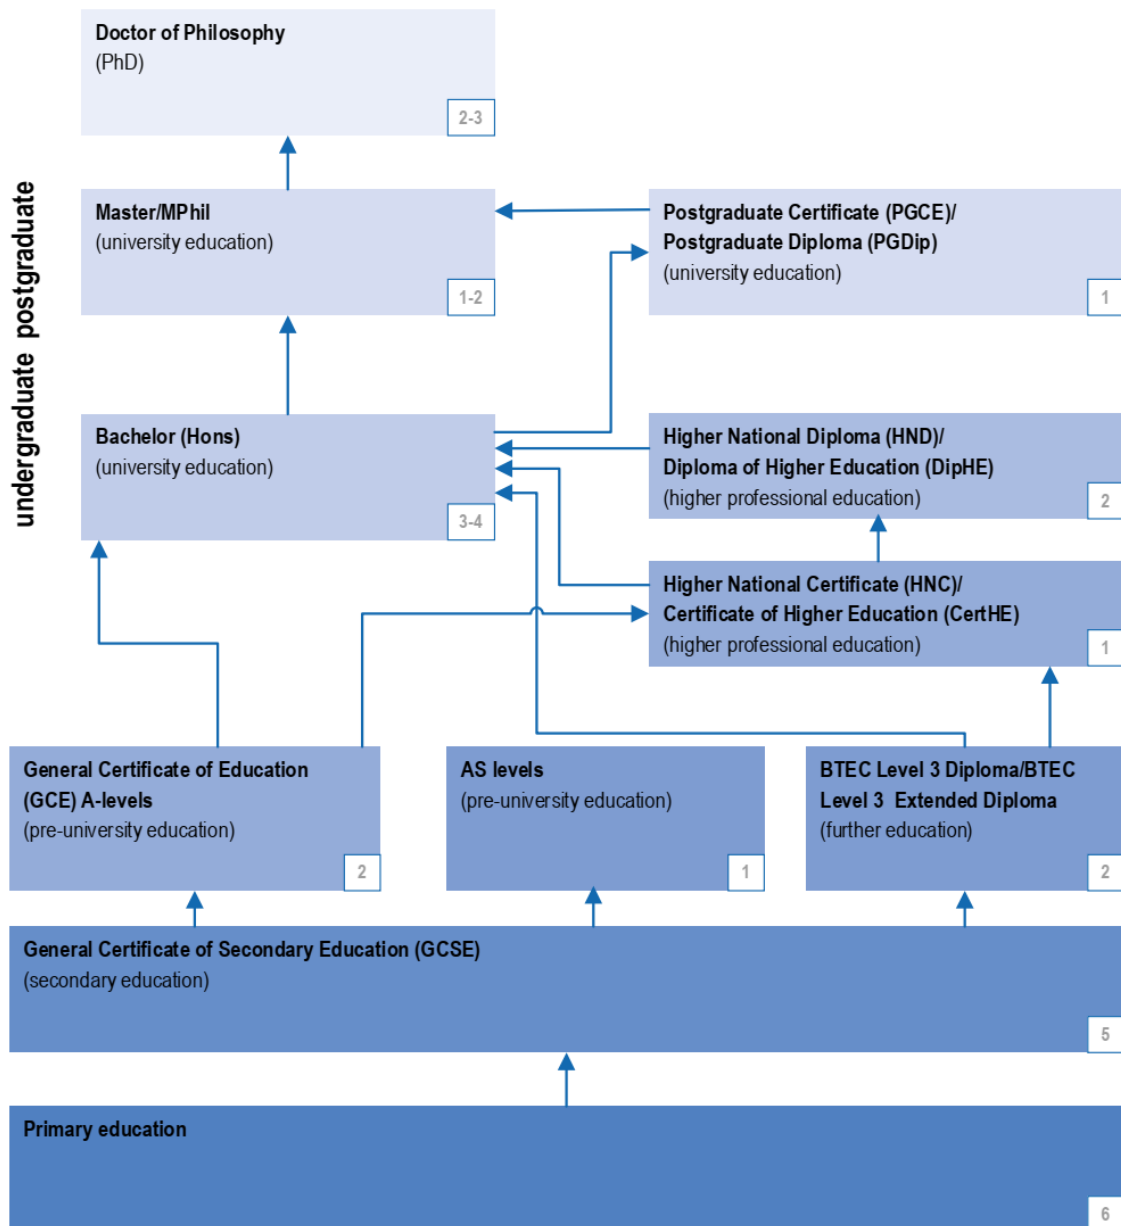 Doctor of Philosophy
(PhD)
2-3
undergraduate postgraduate
Master/MPhil
(university education)
1-2
Postgraduate Certificate (PGCE)/
Postgraduate Diploma (PGDip)
(university education)
1
Bachelor (Hons)
(university education)
3-4
Higher National Diploma (HND)/
Diploma of Higher Education (DipHE)
(higher professional education)
2
Higher National Certificate (HNC)/
Certificate of Higher Education (CertHE)
(higher professional education)
1
General Certificate of Education
(GCE) A-levels
(pre-university education)
2
AS levels
(pre-university education)
1
BTEC Level 3 Diploma/BTEC
Level 3 Extended Diploma
(further education)
2
General Certificate of Secondary Education (GCSE)
(secondary education)
5
Primary education
6